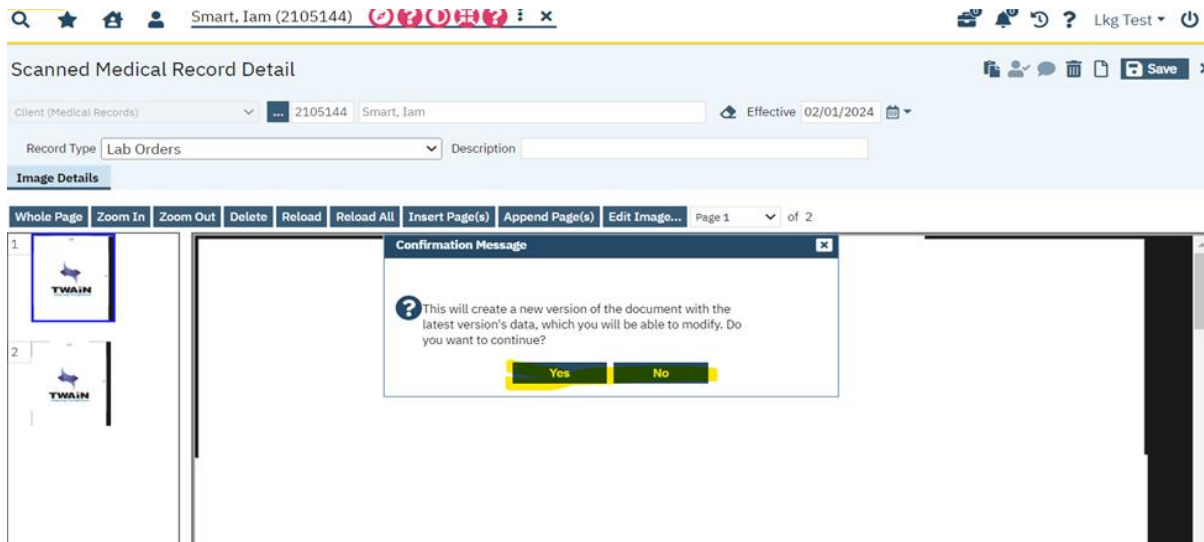 Smart, Iam (2105144)
Lkg Test
Scanned Medical Record Detail
Save
Client (Medical Records)
... 2105144 Smart, Iam
Effective 02/01/2024
Record Type Lab Orders
Description
Image Details
Whole Page Zoom In Zoom Out Delete Reload Reload All Insert Page(s) Append Page(s) Edit Image... Page 1 of 2
1
TWAIN
2
TWAIN
Confirmation Message
This will create a new version of the document with the
latest version's data, which you will be able to modify. Do
you want to continue?
Yes No